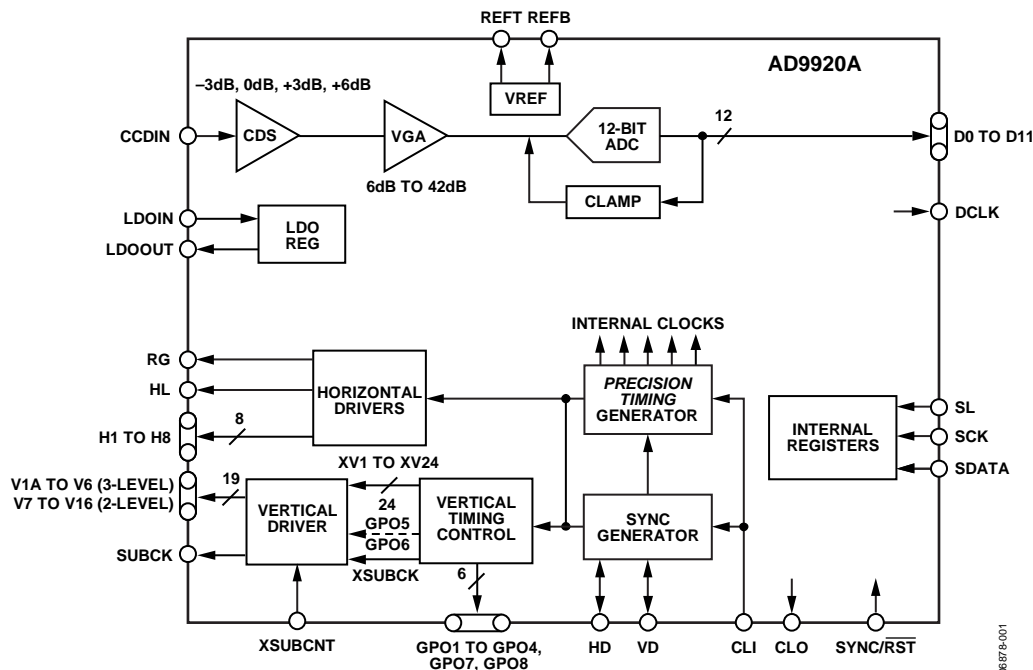 REFT REFB
AD9920A
–3dB, 0dB, +3dB, +6dB
VREF
CCDIN
CDS
VGA
12-BIT
ADC
12
D0 TO D11
6dB TO 42dB
CLAMP
LDOIN
LDOOUT
LDO
REG
DCLK
INTERNAL CLOCKS
RG
HL
H1 TO H8
8
HORIZONTAL
DRIVERS
PRECISION
TIMING
GENERATOR
INTERNAL
REGISTERS
SL
SCK
SDATA
V1A TO V6 (3-LEVEL)
V7 TO V16 (2-LEVEL)
19
XV1 TO XV24
24
VERTICAL
DRIVER
GPO5
GPO6
XSUBCK
VERTICAL
TIMING
CONTROL
SYNC
GENERATOR
SUBCK
6
XSUBCNT
GPO1 TO GPO4,
GPO7, GPO8
HD
VD
CLI
CLO
SYNC/RST
06878-001